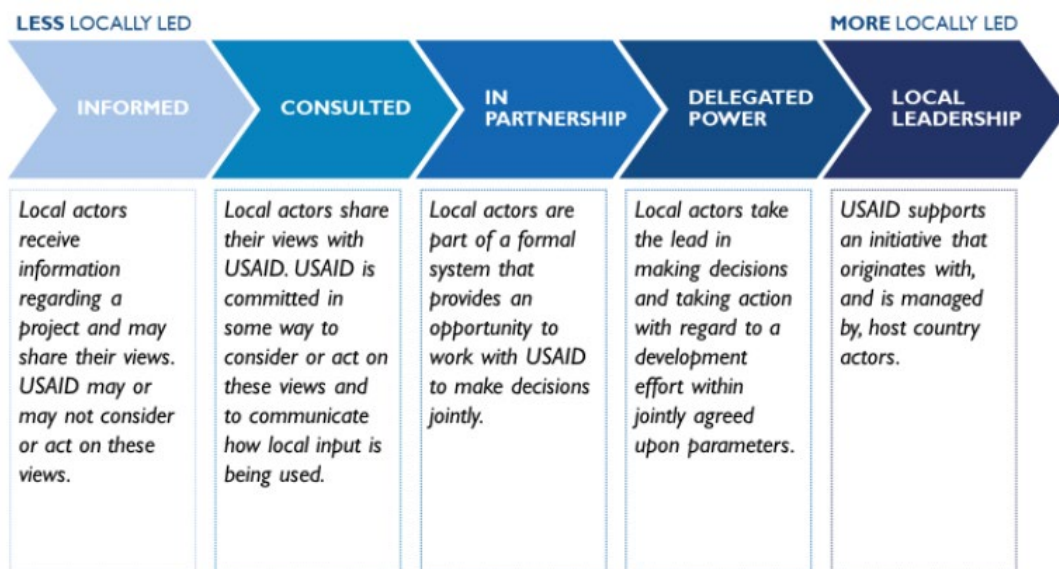 LESS LOCALLY LED
MORE LOCALLY LED
INFORMED
CONSULTED
IN
PARTNERSHIP
DELEGATED
POWER
LOCAL
LEADERSHIP
Local actors
receive
information
regarding a
project and may
share their views.
USAID may or
may not consider
or act on these
views.
Local actors share
their views with
USAID. USAID is
committed in
some way to
consider or act on
these views and
to communicate
how local input is
being used.
Local actors are
part of a formal
system that
provides an
opportunity to
work with USAID
to make decisions
jointly.
Local actors take
the lead in
making decisions
and taking action
with regard to a
development
effort within
jointly agreed
upon parameters.
USAID supports
an initiative that
originates with,
and is managed
by, host country
actors.